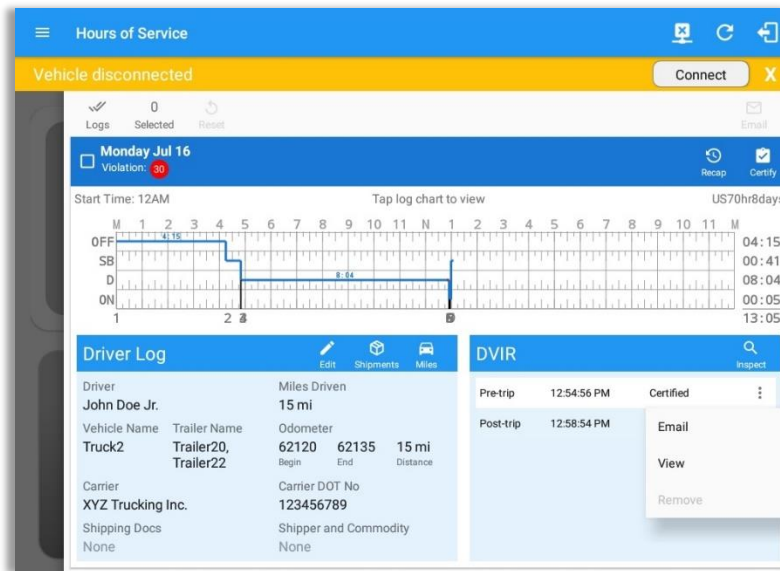 Hours of Service
Vehicle disconnected Connect X
Logs 0 Selected Reset Email
Monday Jul 16
Violation: 30 Recap Certify
Start Time: 12AM Tap log chart to view US70hr8days
M 1 2 3 4 5 6 7 8 9 10 11 N 1 2 3 4 5 6 7 8 9 10 11 M
OFF 4:15 04:15
SB 00:41
D 8:04 08:04
ON 00:05
1 2 13:05
Driver Log Edit Shipments Miles
DVIR Inspect
Driver Miles Driven
John Doe Jr. 15 mi
Vehicle Name Trailer Name Odometer
Truck2 Trailer20, 62120 62135 15 mi
Trailer22 Begin End Distance
Carrier Carrier DOT No
XYZ Trucking Inc. 123456789
Shipping Docs Shipper and Commodity
None None
Pre-trip 12:54:56 PM Certified
Post-trip 12:58:54 PM
Email
View
Remove